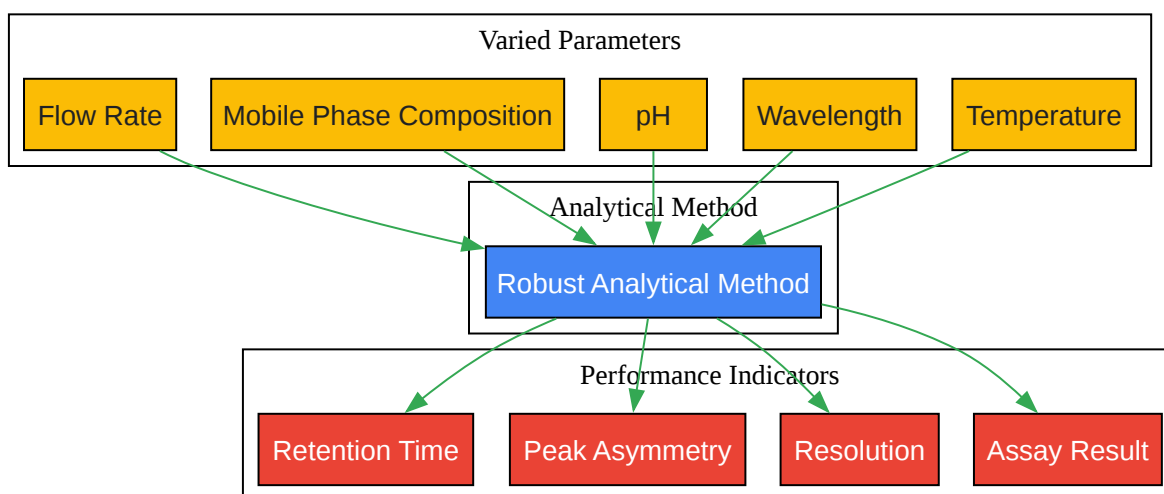 Varied Parameters
Flow Rate
Mobile Phase Composition
pH
Wavelength
Temperature
Analytical Method
Robust Analytical Method
Performance Indicators
Retention Time
Peak Asymmetry
Resolution
Assay Result